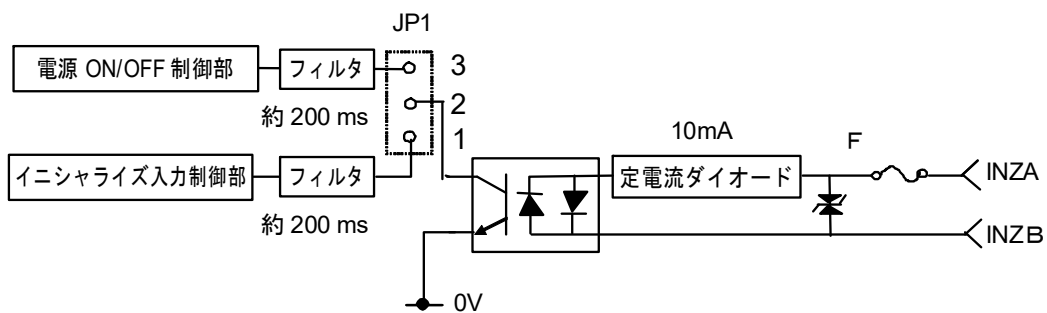 JP1
電源 ON/OFF 制御部
フィルタ
3
約 200 ms
2
1
10mA
F
イニシャライズ入力制御部
フィルタ
定電流ダイオード
INZA
約 200 ms
INZB
0V